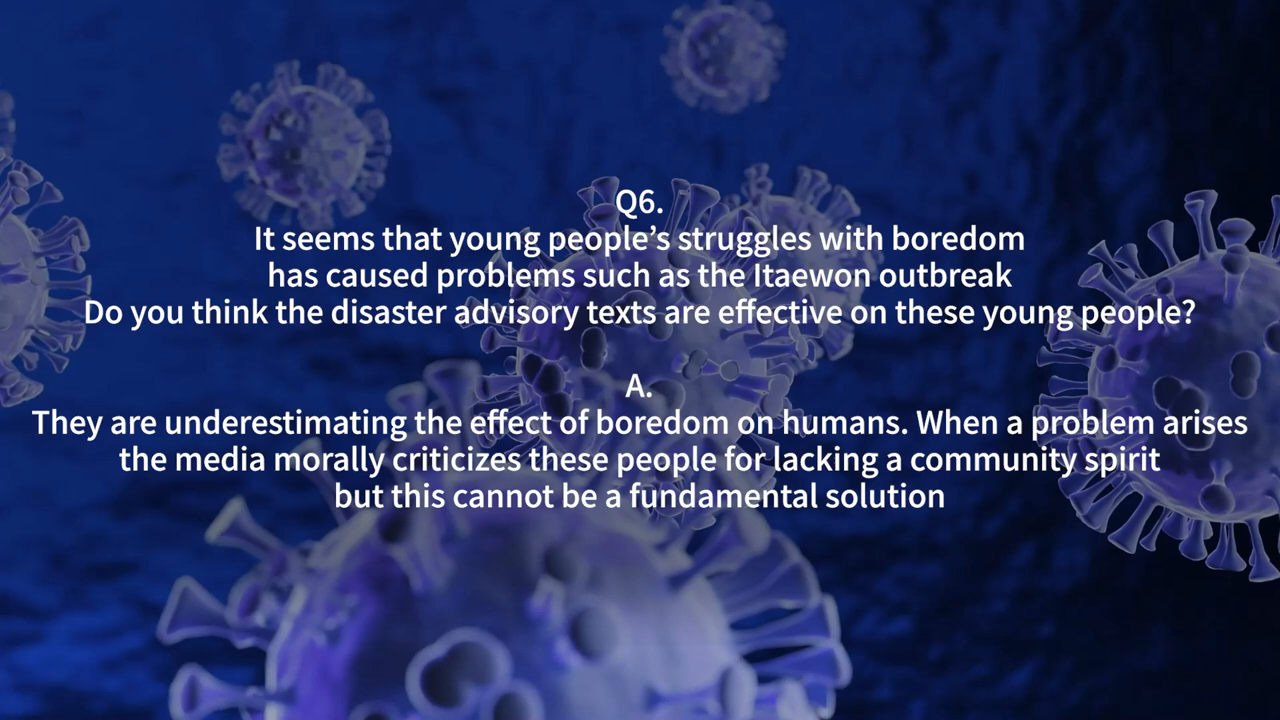 Q6.
It seems that young people’s struggles with boredom
has caused problems such as the Itaewon outbreak
Do you think the disaster advisory texts are effective on these young people?
A.
They are underestimating the effect of boredom on humans. When a problem arises
the media morally criticizes these people for lacking a community spirit
but this cannot be a fundamental solution